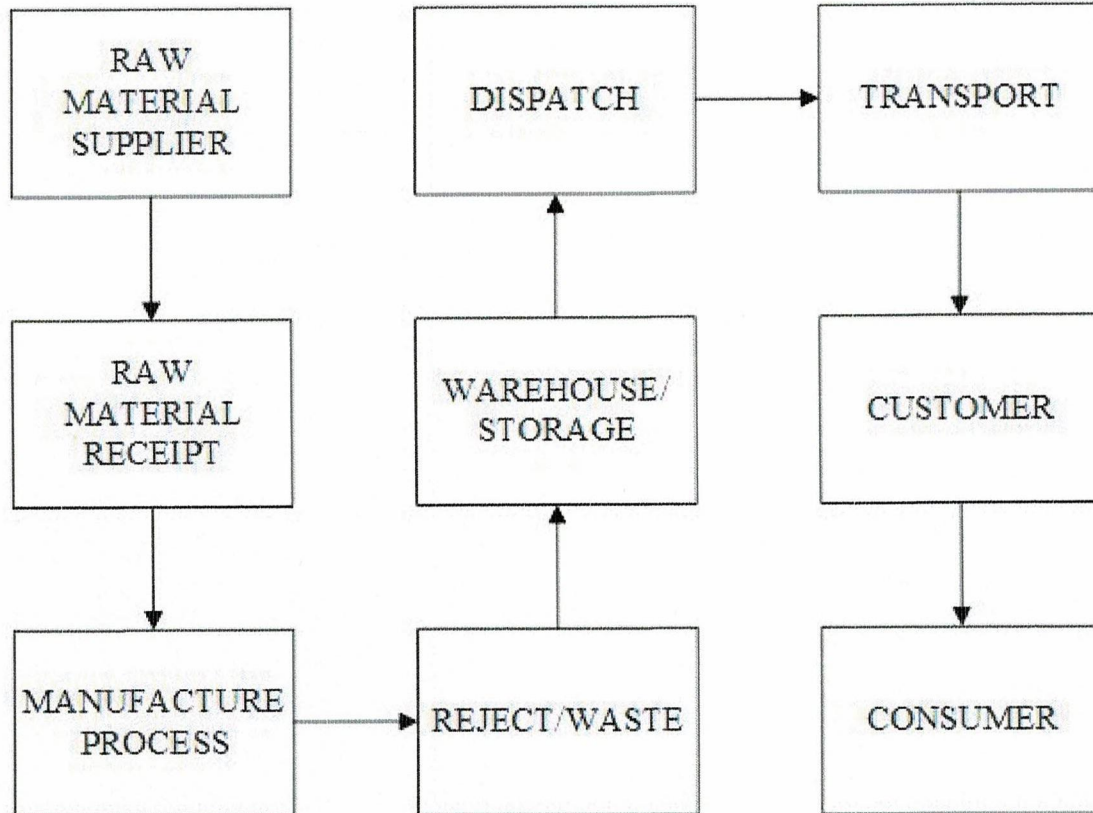 RAW
MATERIAL
SUPPLIER
RAW
MATERIAL
RECEIPT
MANUFACTURE
PROCESS
REJECT/WASTE
WAREHOUSE/
STORAGE
DISPATCH
TRANSPORT
CUSTOMER
CONSUMER